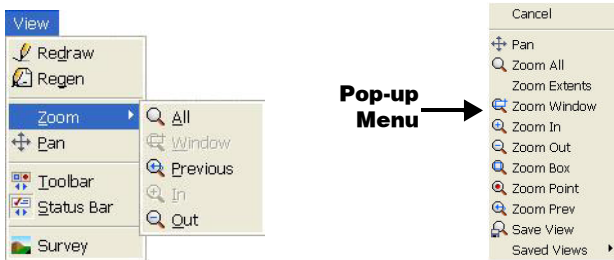 View
Redraw
Regen
Zoom
Pan
Toolbar
Status Bar
Survey
All
Window
Previous
In
Out
Pop-up
Menu
Cancel
Pan
Zoom All
Zoom Extents
Zoom Window
Zoom In
Zoom Out
Zoom Box
Zoom Point
Zoom Prev
Save View
Saved Views